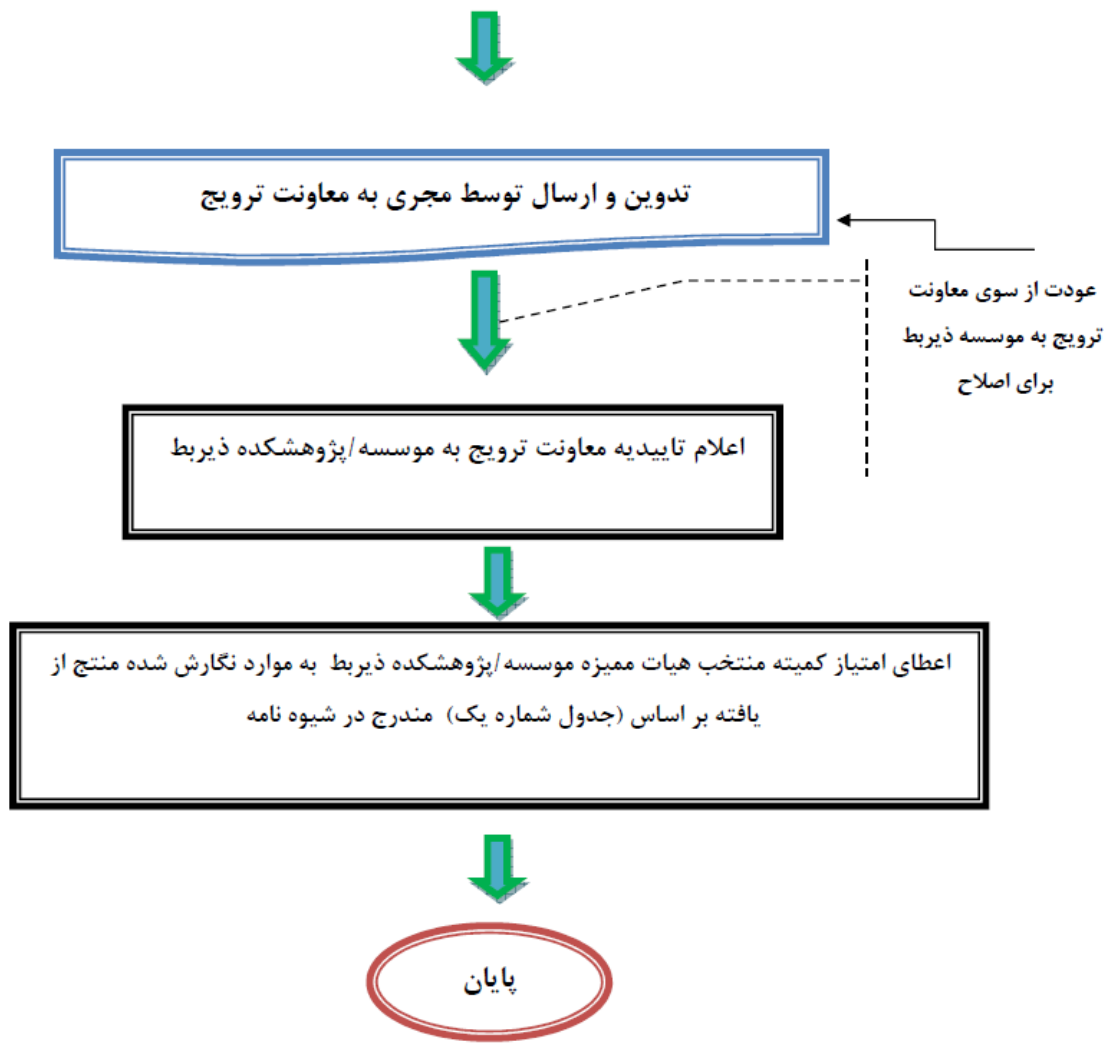 تدوین و ارسال توسط مجری به معاونت ترویج
عودت از سوی معاونت
ترویج به موسسه ذیربط
برای اصلاح
اعلام تاییدیه معاونت ترویج به موسسه/پژوهشکده ذیربط
اعطای امتیاز کمیته منتخب هیات ممیزه موسسه/پژوهشکده ذیربط به موارد نگارش شده منتج از
یافته بر اساس (جدول شماره یک) مندرج در شیوه نامه
پایان